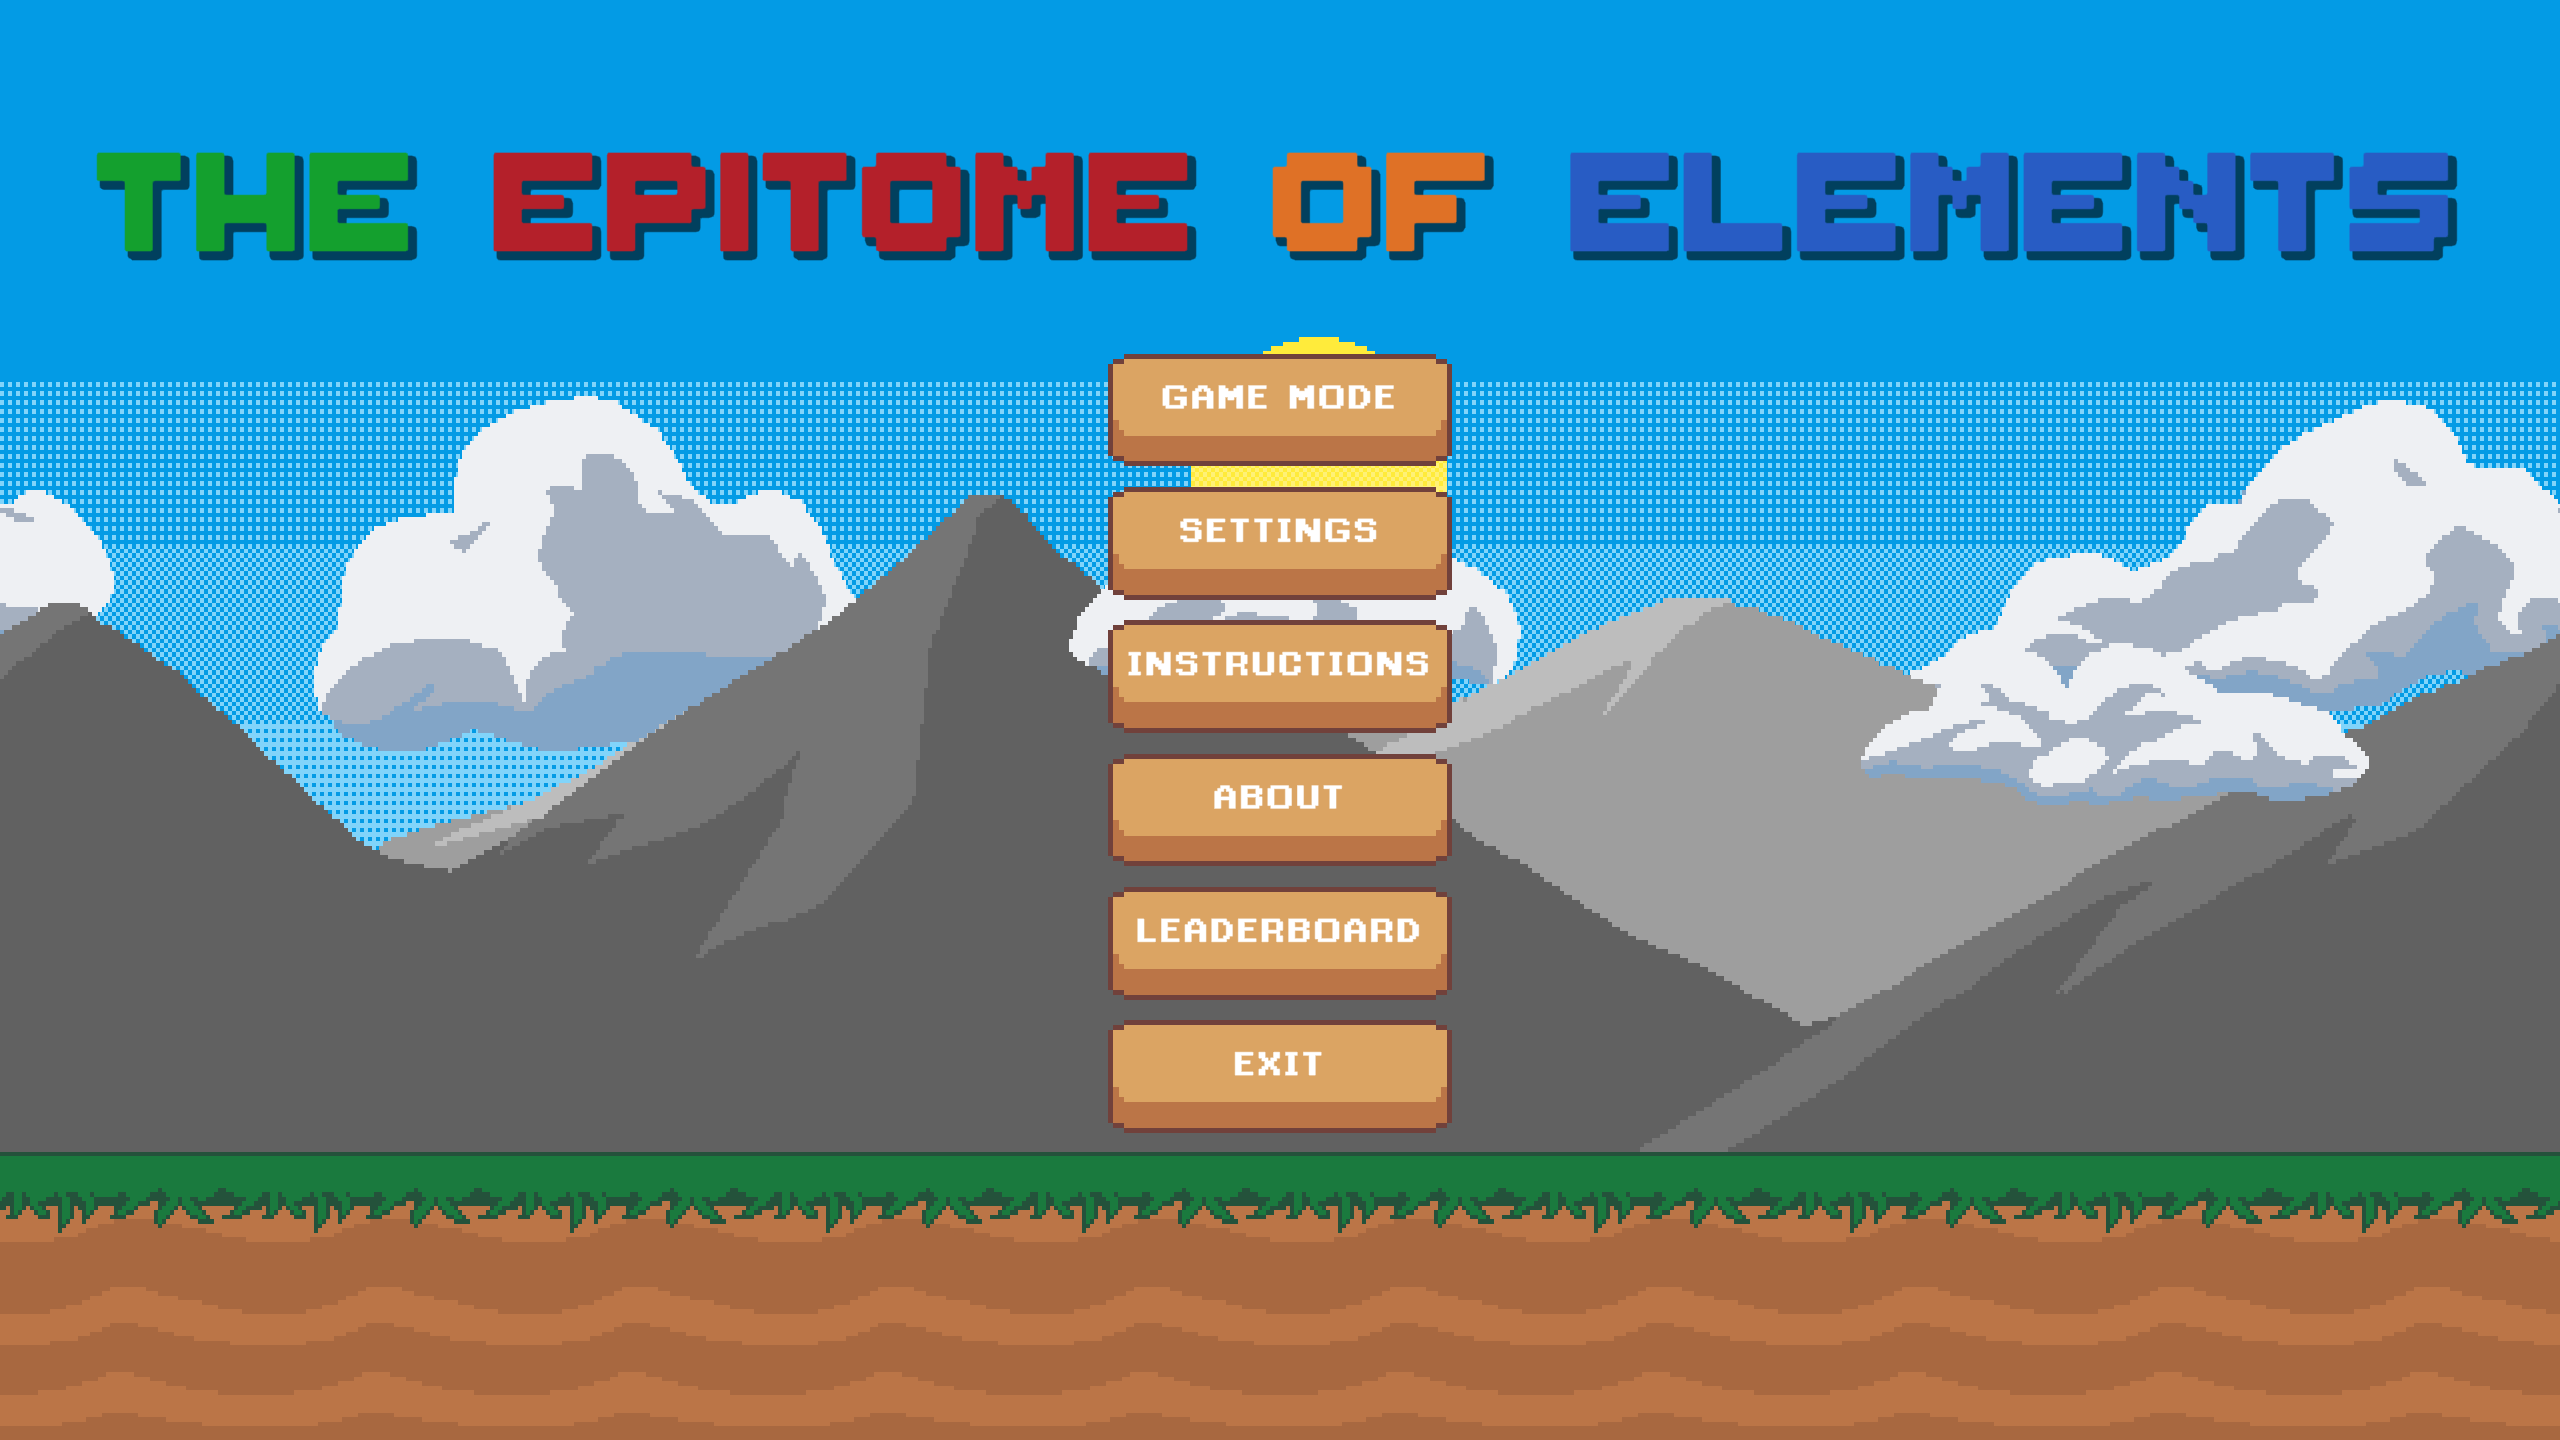 THE EPITOME OF ELEMENTS
GAME MODE
SETTINGS
INSTRUCTIONS
ABOUT
LEADERBOARD
EXIT